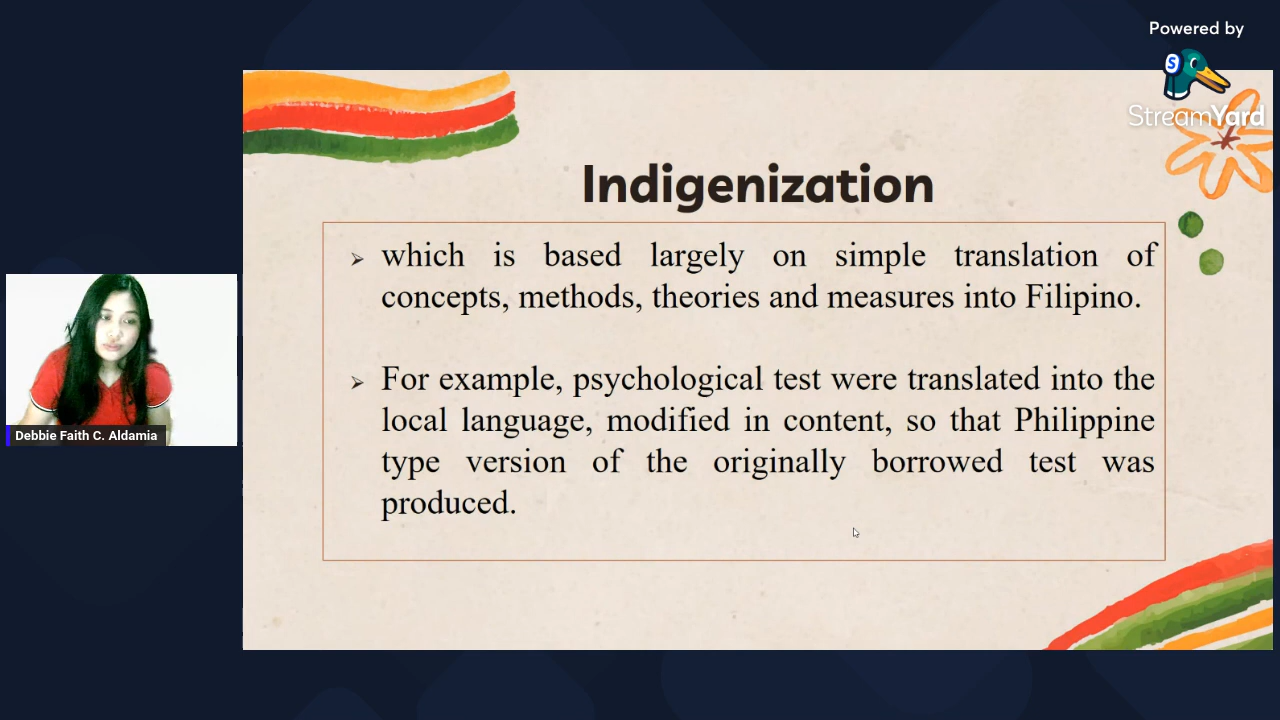 Powered by
StreamYard
Indigenization
which is based largely on simple translation of
concepts, methods, theories and measures into Filipino.
For example, psychological test were translated into the
local language, modified in content, so that Philippine
type version of the originally borrowed test was
produced.
Debbie Faith C. Aldamia